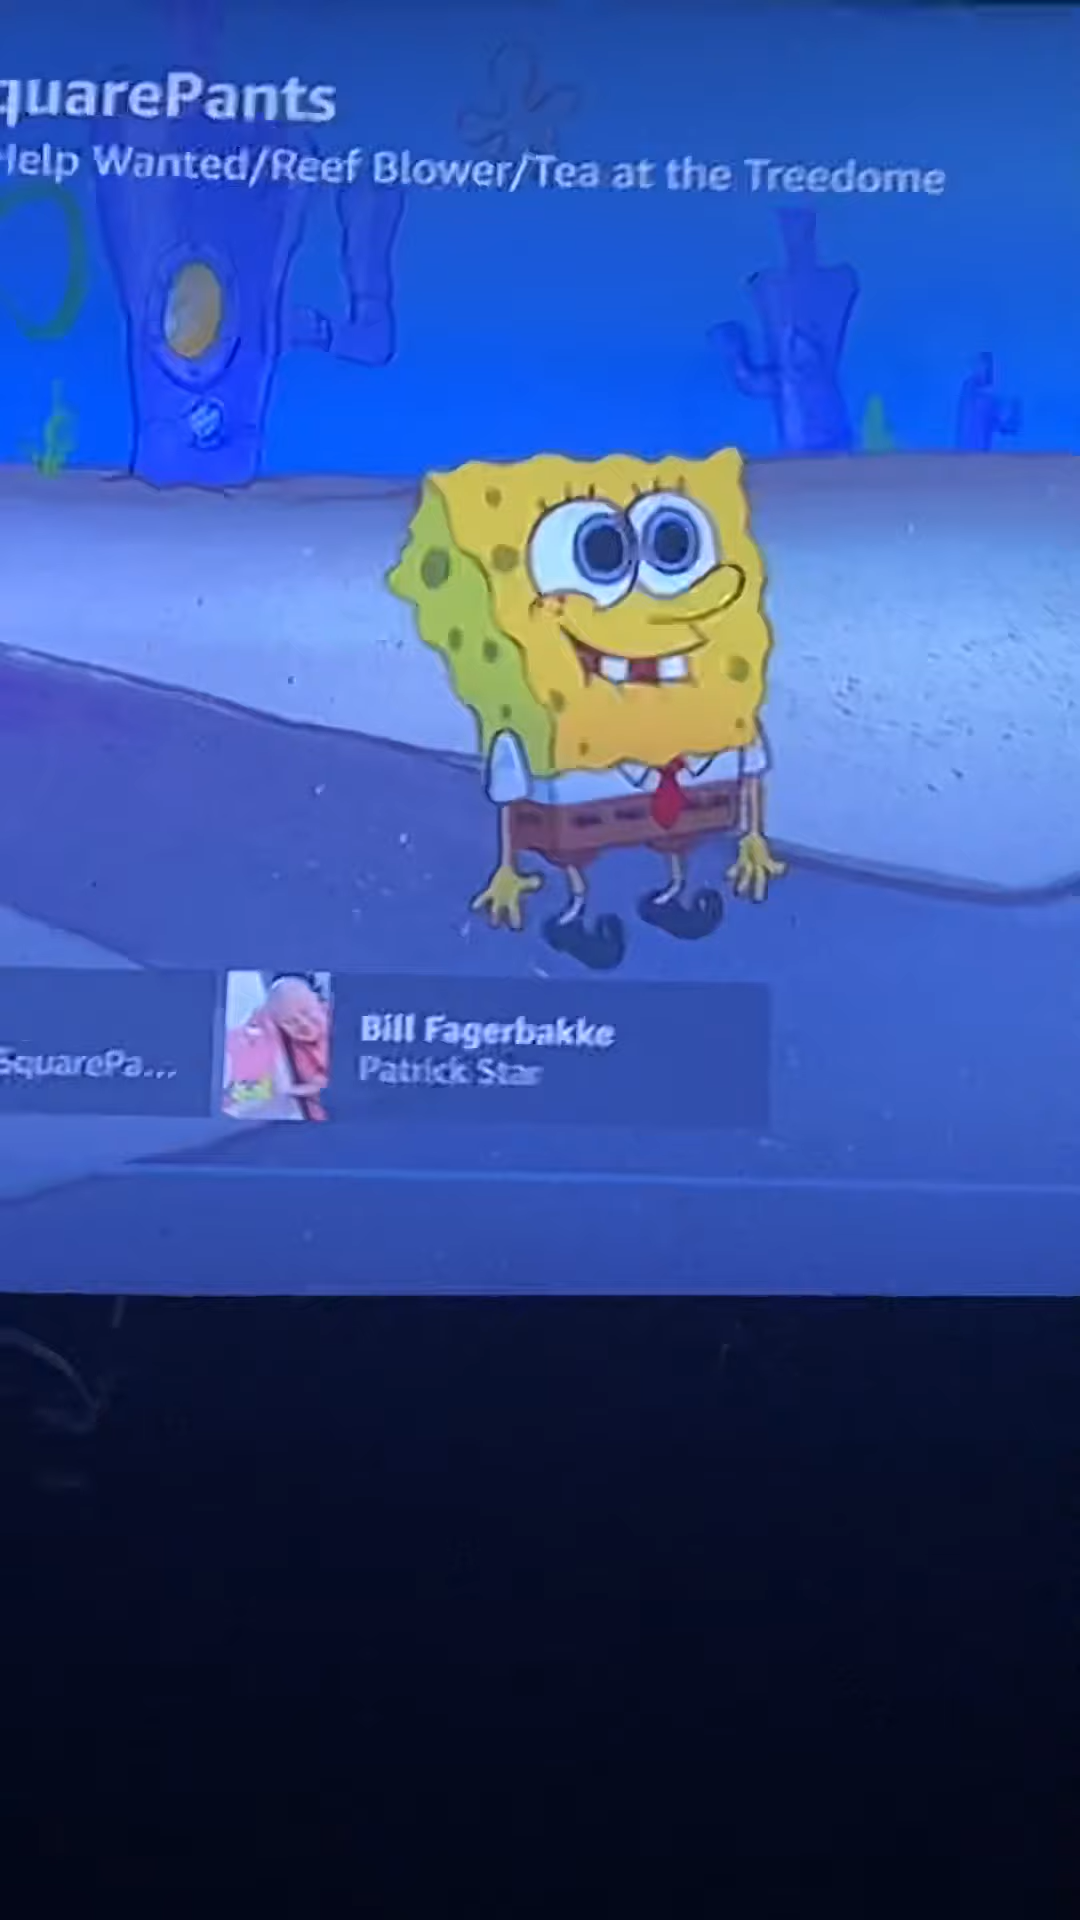 quarePants
Help Wanted/Reef Blower/Tea at the Treedome
SquarePa...
Bill Fagerbakke
Patrick Star